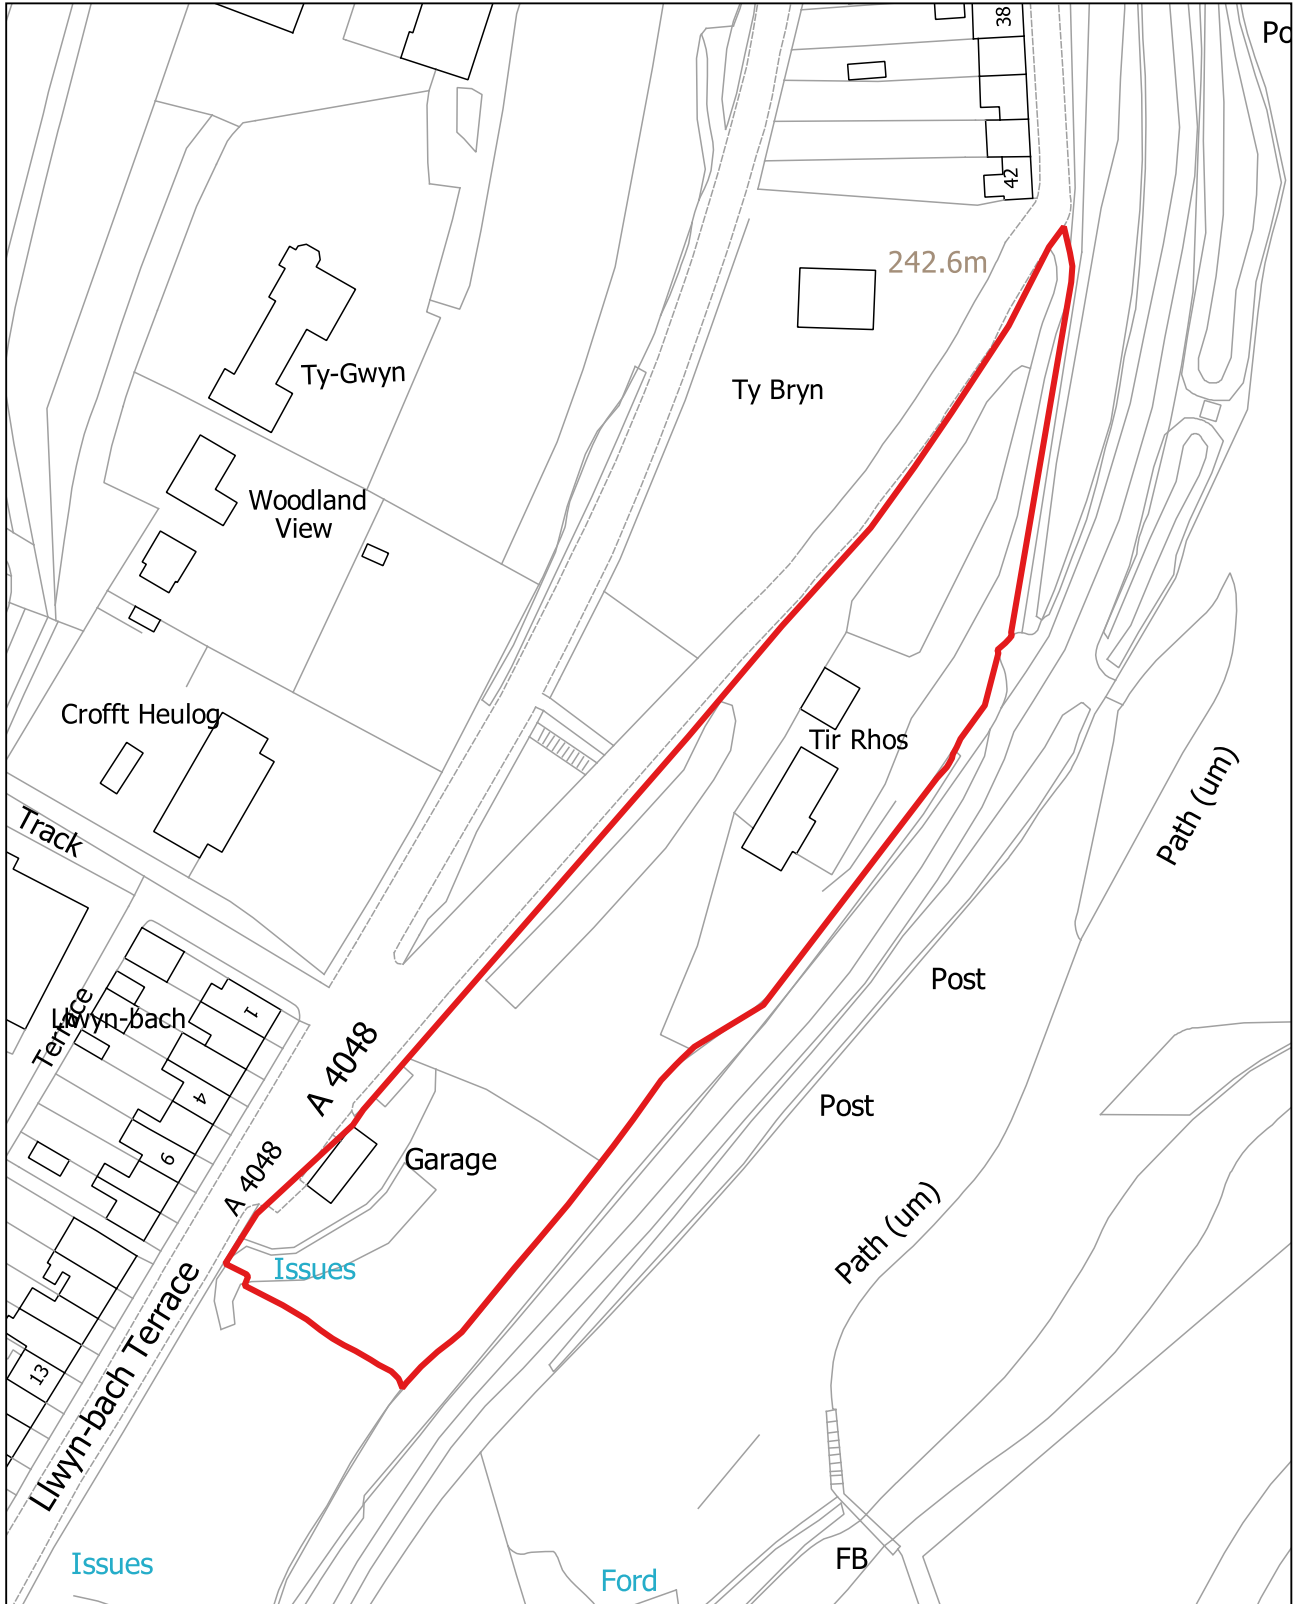 38
Po
42
242.6m
Ty-Gwyn
Ty Bryn
Woodland
View
Crofft Heulog
Tir Rhos
Track
Path (um)
Post
Llwyn-bach
Terrace
1
A 4048
4
Post
A 4048
9
Garage
Path (um)
Issues
Llwyn-bach Terrace
13
Issues
Ford
FB